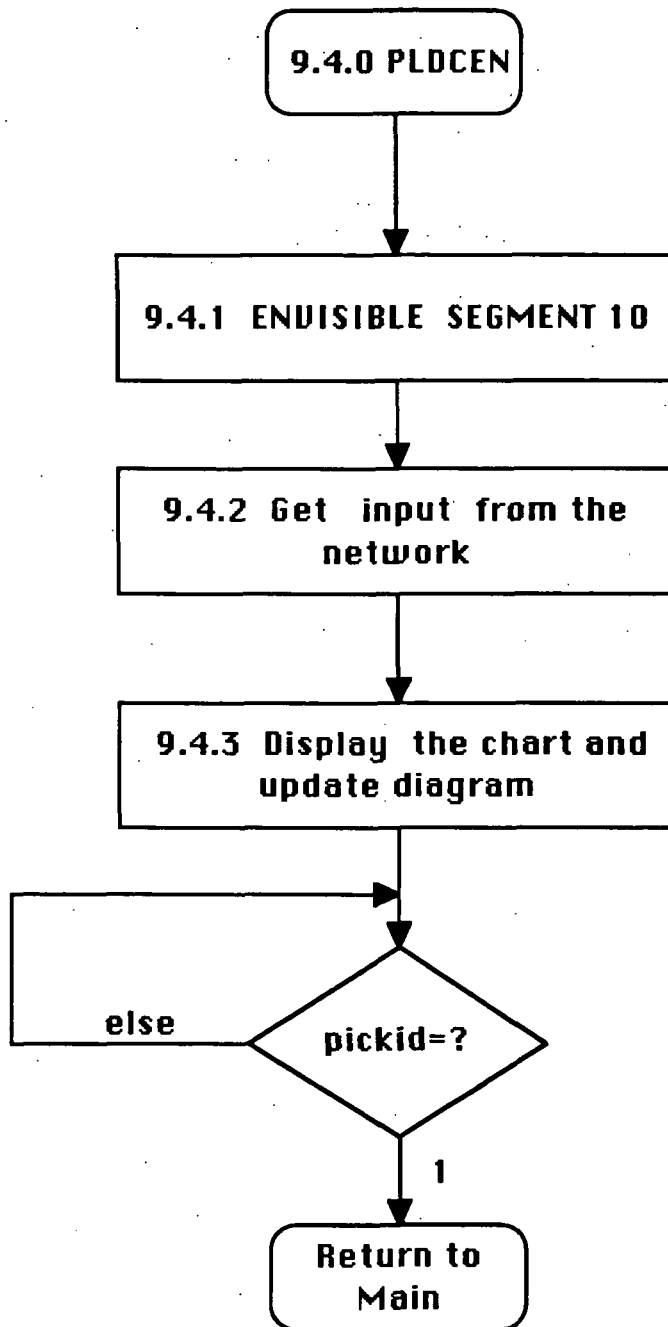 9.4.0 PLDCEN
9.4.1 ENVISIBLE SEGMENT 10
9.4.2 Get input from the
network
9.4.3 Display the chart and
update diagram
else
pickid=?
1
Return to
Main